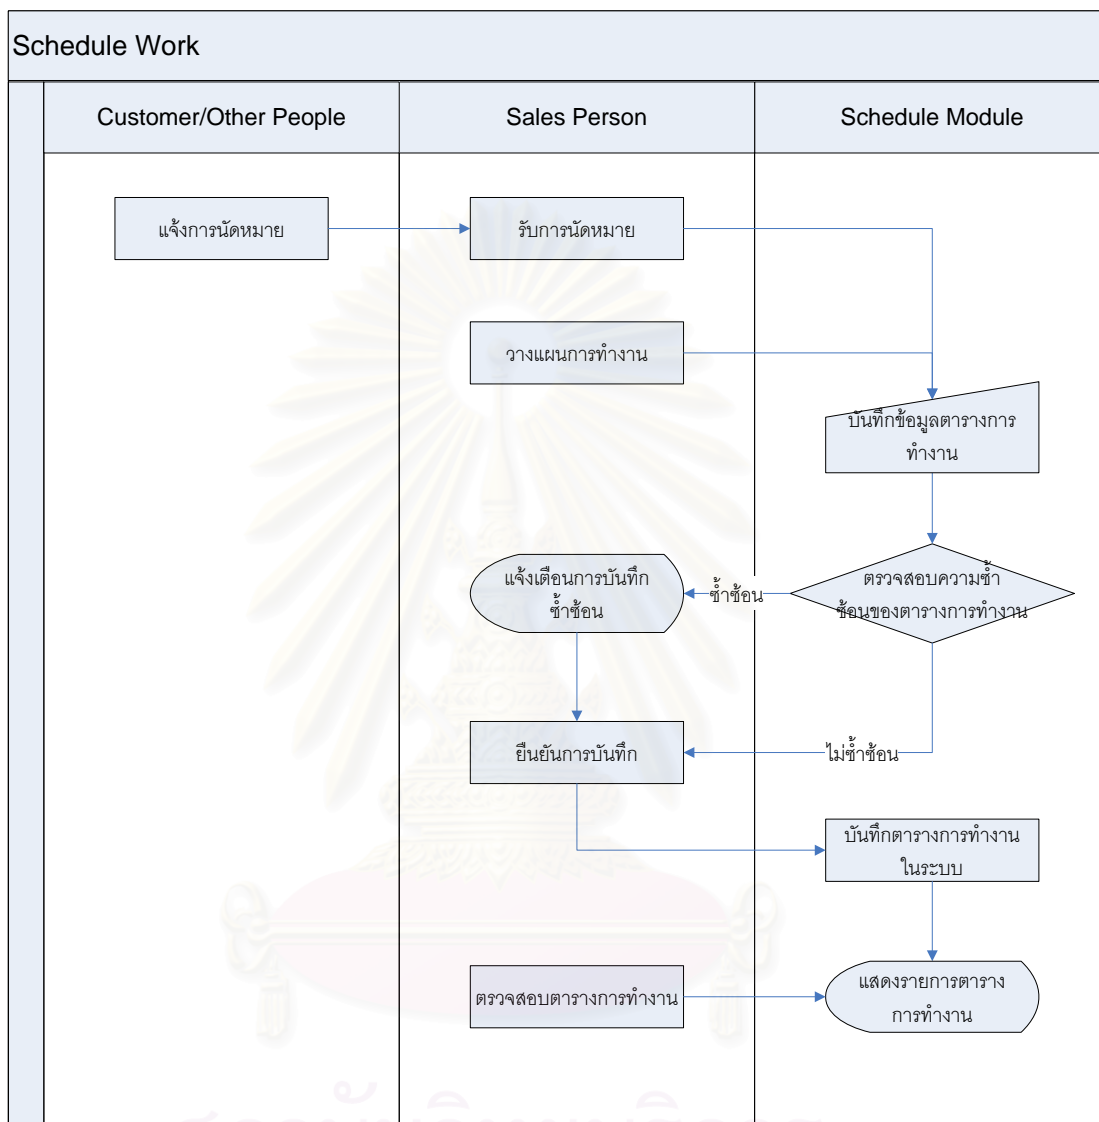 Schedule Work
Customer/Other People
Sales Person
Schedule Module
แจ้งการนัดหมาย
รับการนัดหมาย
วางแผนการทำงาน
บันทึกข้อมูลตารางการ
ทำงาน
แจ้งเตือนการบันทึก
ซ้ำซ้อน
ซ้ำซ้อน
ตรวจสอบความซ้ำ
ซ้อนของตารางการทำงาน
ยืนยันการบันทึก
ไม่ซ้ำซ้อน
บันทึกตารางการทำงาน
ในระบบ
ตรวจสอบตารางการทำงาน
แสดงรายการตาราง
การทำงาน